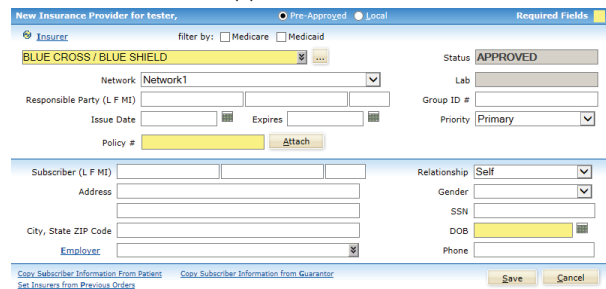 New Insurance Provider for tester, Pre-Approved Local Required Fields
Insurer filter by: Medicare Medicaid
BLUE CROSS / BLUE SHIELD ... Status APPROVED
Network Network1 Lab
Responsible Party (L F MI) Group ID #
Issue Date Expires Priority Primary
Policy # Attach
Subscriber (L F MI) Relationship Self
Address Gender
SSN
City, State ZIP Code DOB
Employer Phone
Copy Subscriber Information From Patient Copy Subscriber Information from Guarantor Save Cancel
Set Insurers from Previous Orders